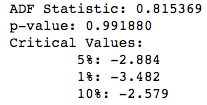 ADF Statistic: 0.815369
p-value: 0.991880
Critical Values:
5%: -2.884
1%: -3.482
10%: -2.579